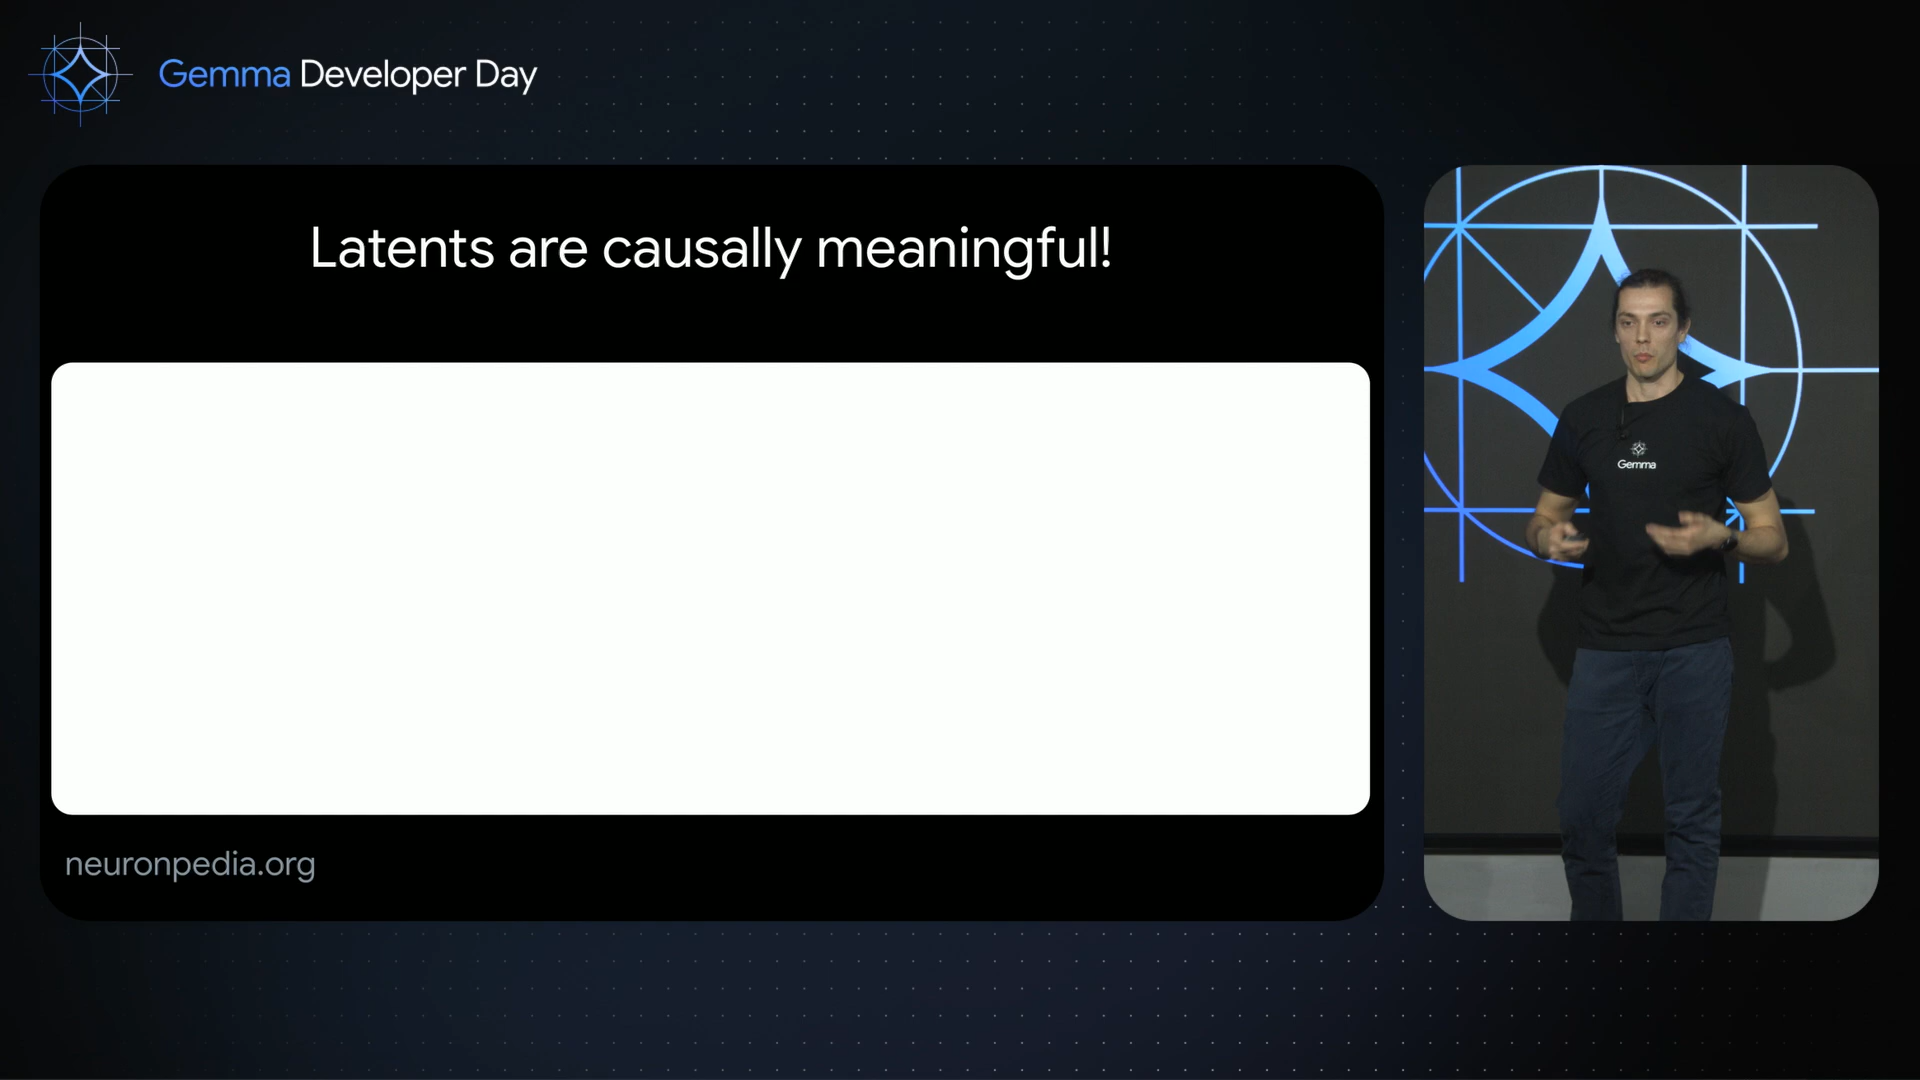 Gemma Developer Day
Latents are causally meaningful!
Gemma
neuronpedia.org